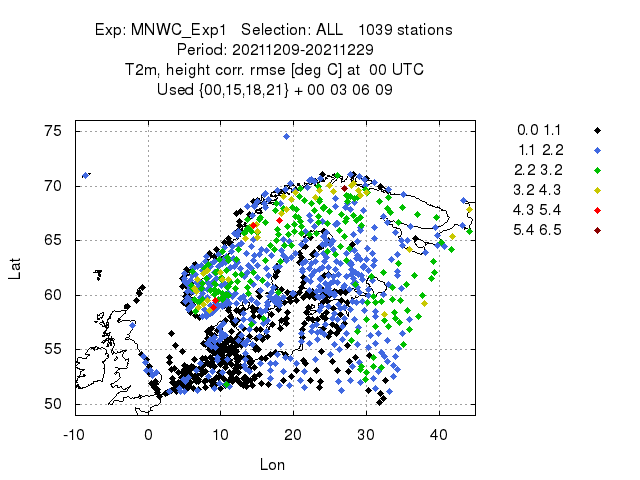 Exp: MNWC_Exp1 Selection: ALL 1039 stations
Period: 20211209-20211229
T2m, height corr. rmse [deg C] at 00 UTC
Used {00,15,18,21} + 00 03 06 09
75
70
65
60
55
50
Lat
-10 0 10 20 30 40
Lon
0.0 1.1
1.1 2.2
2.2 3.2
3.2 4.3
4.3 5.4
5.4 6.5